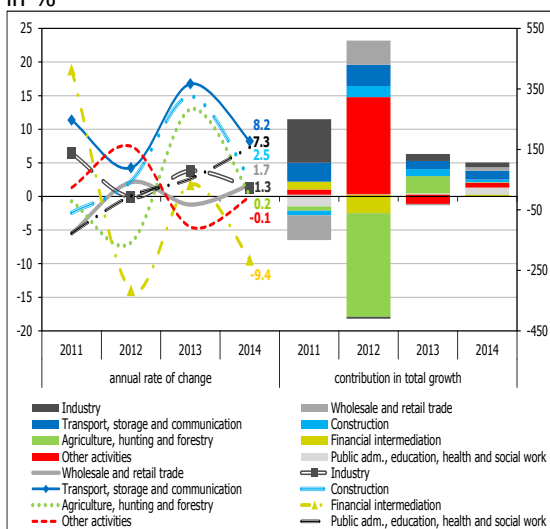 in %
25
20
15
10
5
0
-5
-10
-15
-20
550
350
150
-50
-250
-450
8.2
7.3
2.5
1.7
1.3
0.2
-0.1
-9.4
2011 2012 2013 2014 2011 2012 2013 2014
annual rate of change contribution in total growth
Industry Wholesale and retail trade
Transport, storage and communication Construction
Agriculture, hunting and forestry Financial intermediation
Other activities Public adm., education, health and social work
Wholesale and retail trade Industry
Transport, storage and communication Construction
Agriculture, hunting and forestry Financial intermediation
Other activities Public adm., education, health and social work